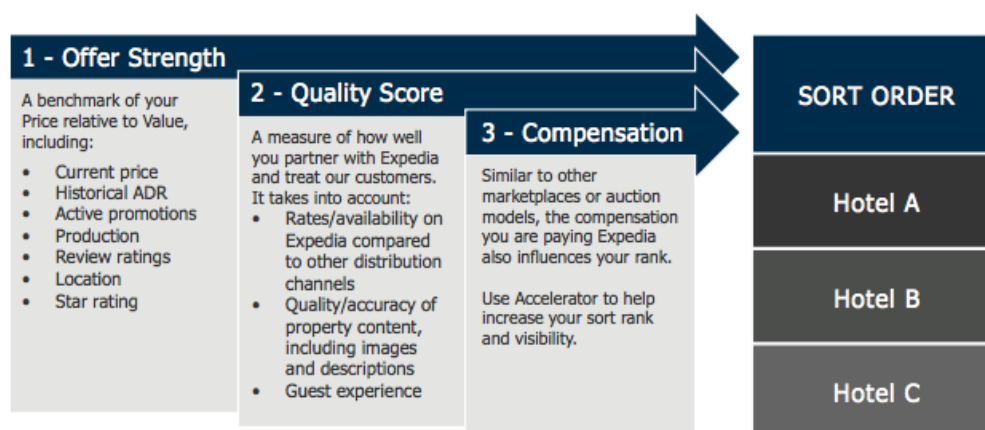 1 - Offer Strength
A benchmark of your
Price relative to Value,
including:
• Current price
• Historical ADR
• Active promotions
• Production
• Review ratings
• Location
• Star rating
2 - Quality Score
A measure of how well
you partner with Expedia
and treat our customers.
It takes into account:
• Rates/availability on
Expedia compared
to other distribution
channels
• Quality/accuracy of
property content,
including images
and descriptions
• Guest experience
3 - Compensation
Similar to other
marketplaces or auction
models, the compensation
you are paying Expedia
also influences your rank.
Use Accelerator to help
increase your sort rank
and visibility.
SORT ORDER
Hotel A
Hotel B
Hotel C